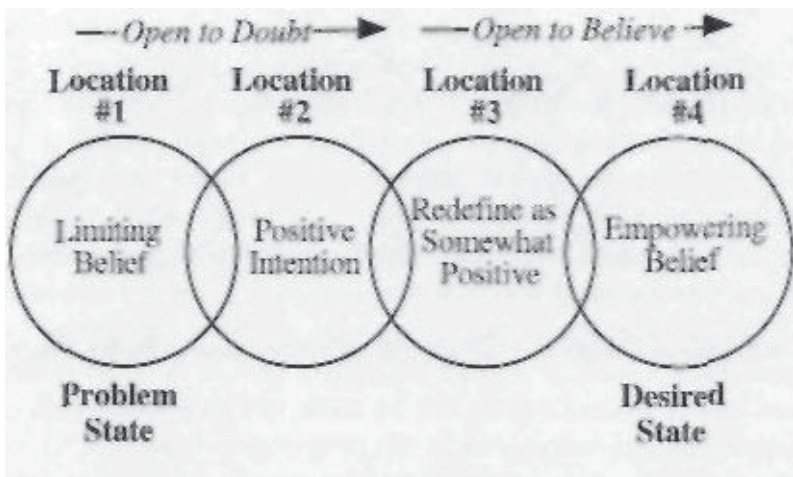 Open to Doubt
Open to Believe
Location
#1
Location
#2
Location
#3
Location
#4
Limiting
Belief
Positive
Intention
Redefine as
Somewhat
Positive
Empowering
Belief
Problem
State
Desired
State